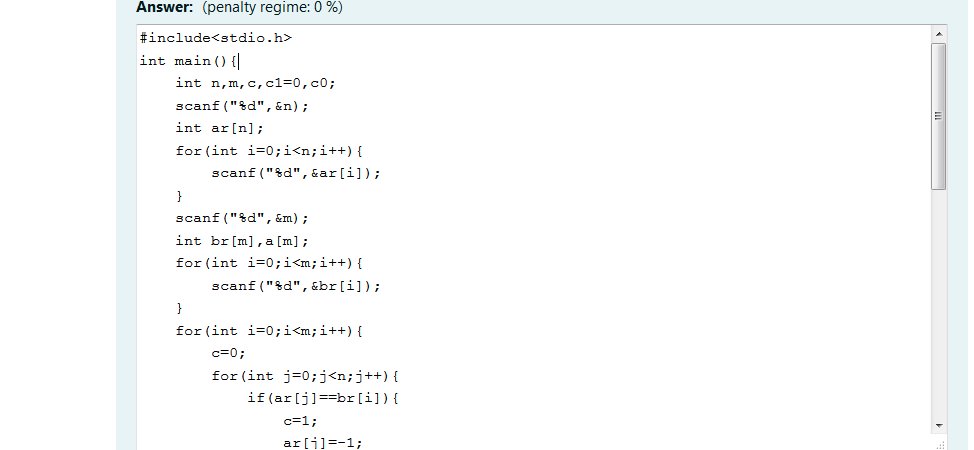 Answer: (penalty regime: 0 %)
#include<stdio.h>
int main(){
    int n,m,c,c1=0,c0;
    scanf("%d",&n);
    int ar[n];
    for(int i=0;i<n;i++){
        scanf("%d",&ar[i]);
    }
    scanf("%d",&m);
    int br[m],a[m];
    for(int i=0;i<m;i++){
        scanf("%d",&br[i]);
    }
    for(int i=0;i<m;i++){
        c=0;
        for(int j=0;j<n;j++){
            if(ar[j]==br[i]){
                c=1;
                ar[j]=-1;